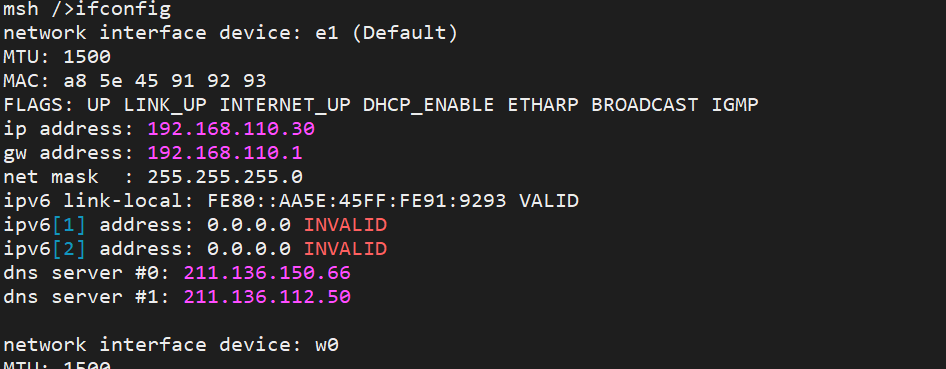 msh />ifconfig
network interface device: e1 (Default)
MTU: 1500
MAC: a8 5e 45 91 92 93
FLAGS: UP LINK_UP INTERNET_UP DHCP_ENABLE ETHARP BROADCAST IGMP
ip address: 192.168.110.30
gw address: 192.168.110.1
net mask  : 255.255.255.0
ipv6 link-local: FE80::AA5E:45FF:FE91:9293 VALID
ipv6[1] address: 0.0.0.0 INVALID
ipv6[2] address: 0.0.0.0 INVALID
dns server #0: 211.136.150.66
dns server #1: 211.136.112.50
network interface device: w0
MTU: 1500